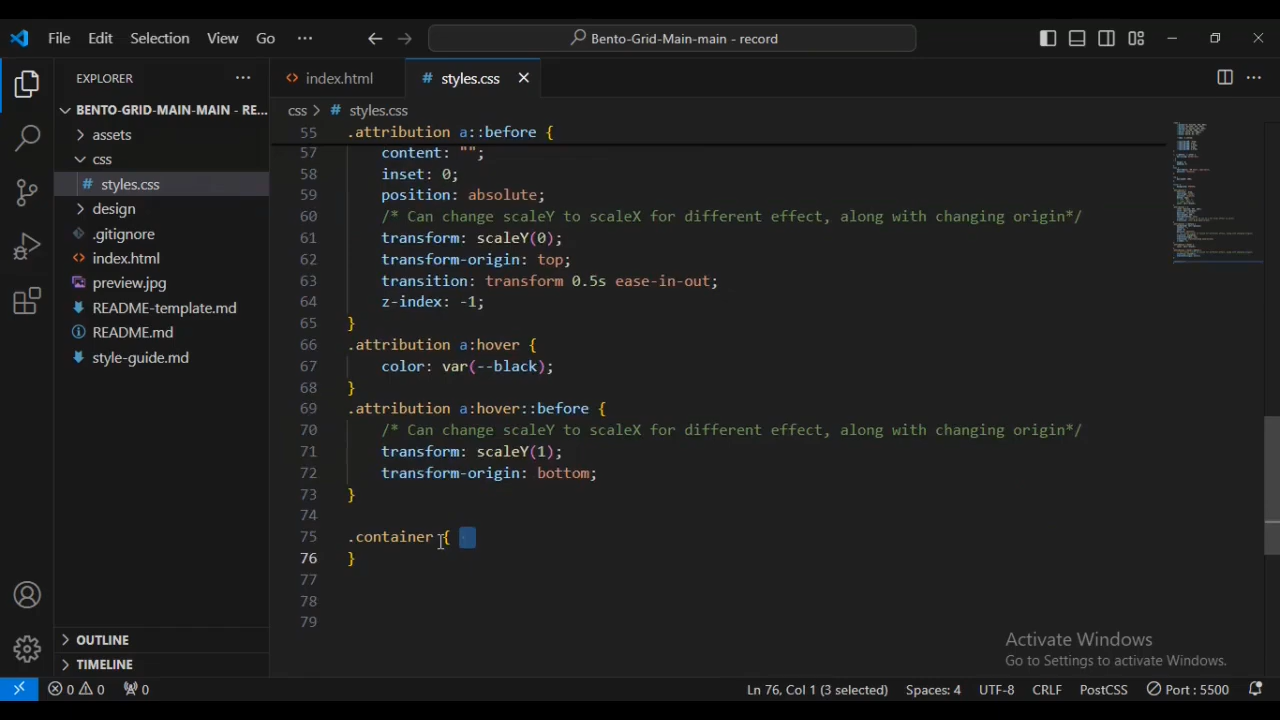 File Edit Selection View Go ··· Bento-Grid-Main-main - record
EXPLORER ···
index.html
# styles.css
BENTO-GRID-MAIN-MAIN - RE...
assets
css
# styles.css
design
.gitignore
<> index.html
preview.jpg
README-template.md
README.md
style-guide.md
OUTLINE
TIMELINE
css > # styles.css
55 .attribution a::before {
57 content: "";
58 inset: 0;
59 position: absolute;
60 /* Can change scaleY to scaleX for different effect, along with changing origin*/
61 transform: scaleY(0);
62 transform-origin: top;
63 transition: transform 0.5s ease-in-out;
64 z-index: -1;
65 }
66 .attribution a:hover {
67 color: var(--black);
68 }
69 .attribution a:hover::before {
70 /* Can change scaleY to scaleX for different effect, along with changing origin*/
71 transform: scaleY(1);
72 transform-origin: bottom;
73 }
74
75 .container {
76 }
77
78
79
Activate Windows
Go to Settings to activate Windows.
0 0 0 Ln 76, Col 1 (3 selected) Spaces: 4 UTF-8 CRLF PostCSS Port : 5500